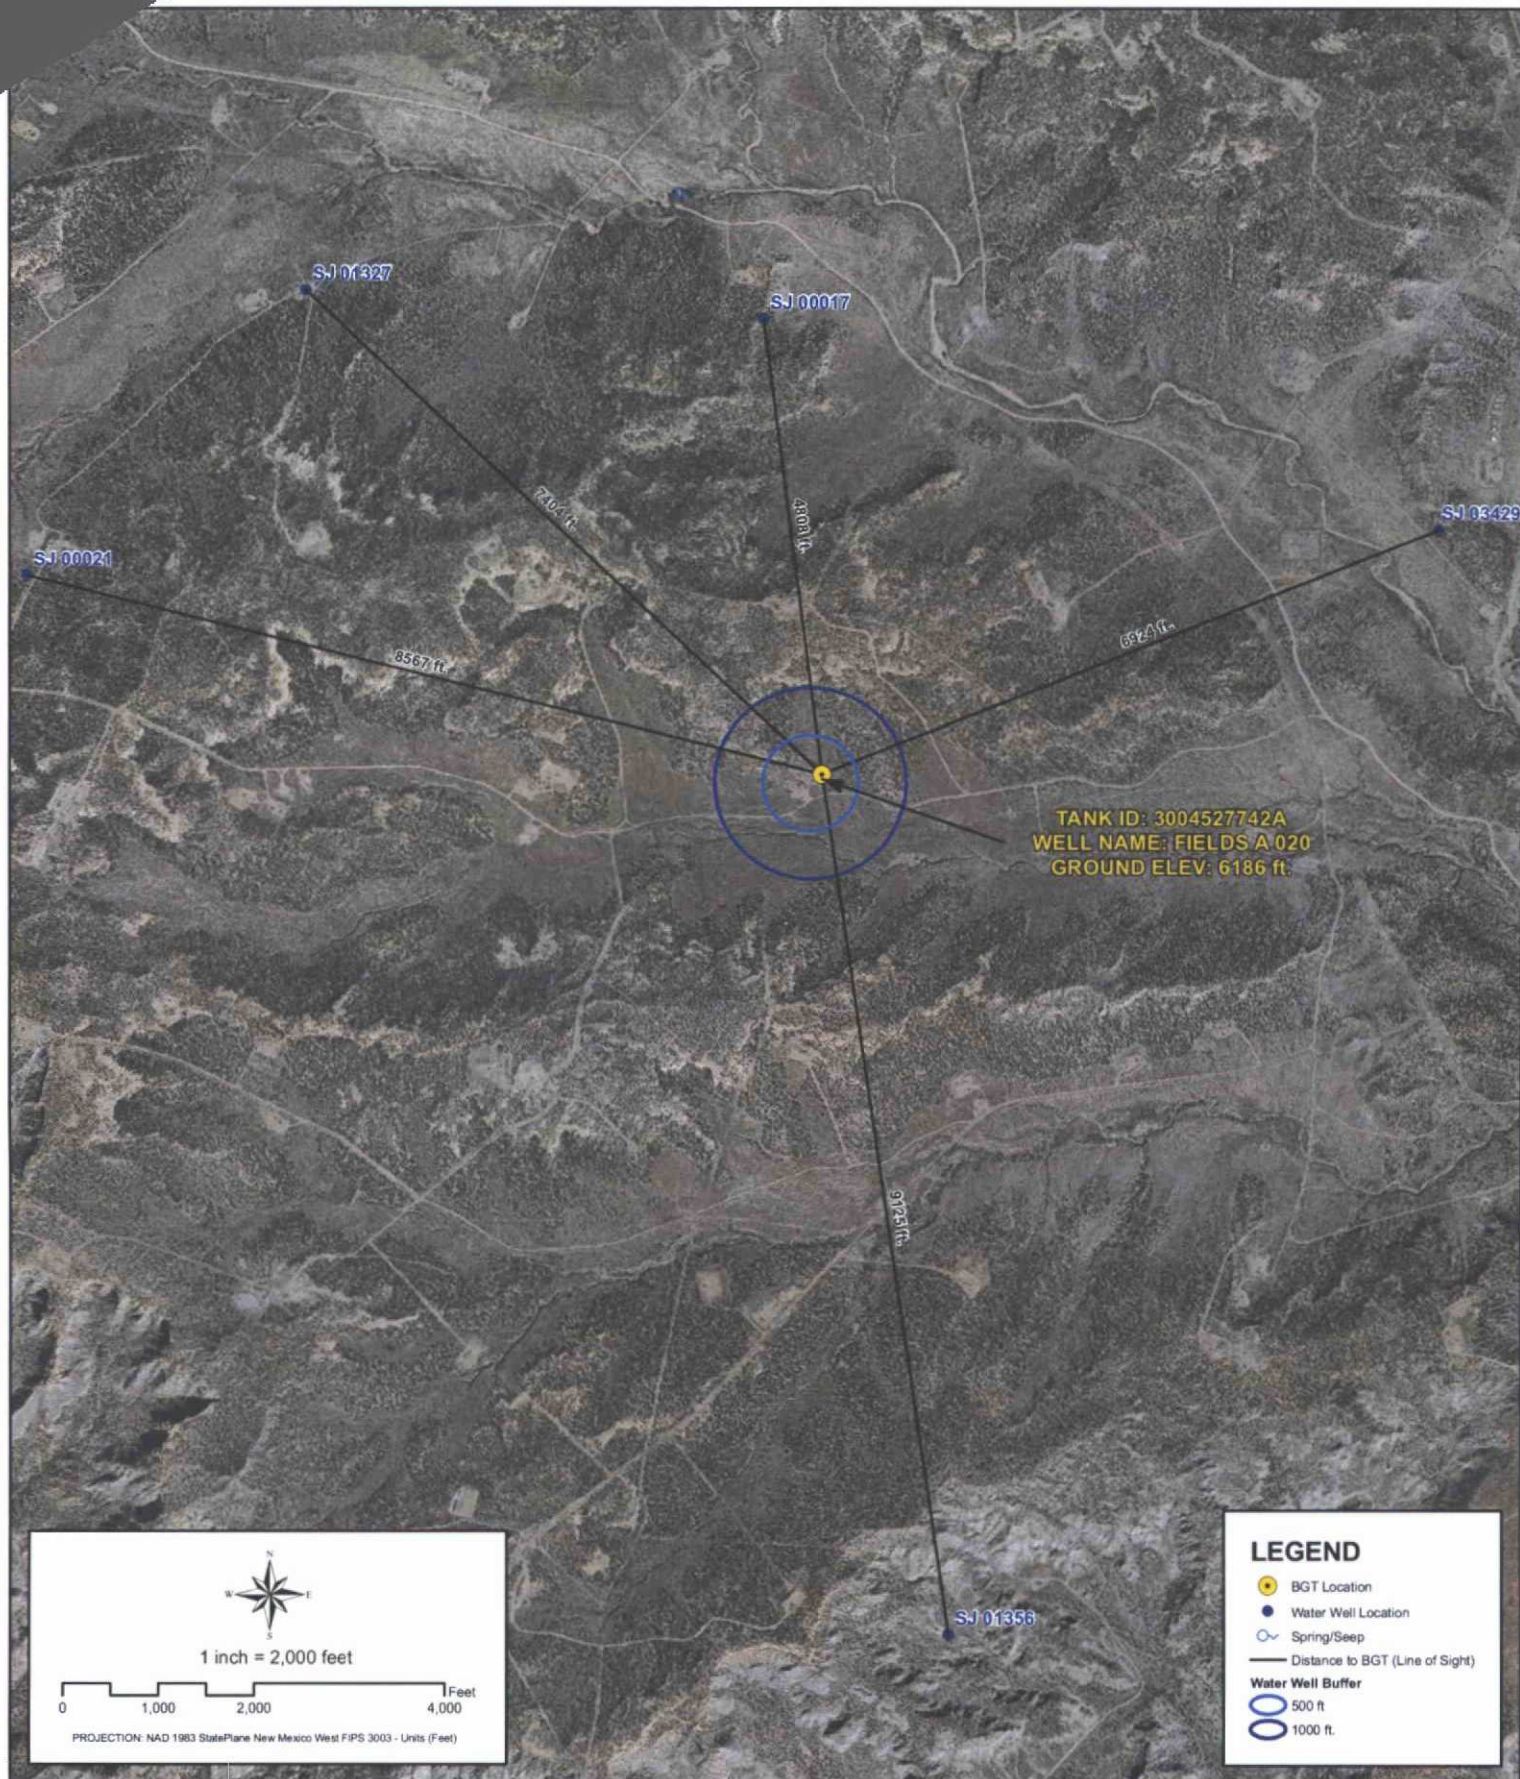 SJ 01327
SJ 00017
7404 ft.
4808 ft.
SJ 03429
SJ 00021
6924 ft.
8567 ft.
TANK ID: 3004527742A
WELL NAME: FIELDS A 020
GROUND ELEV: 6186 ft.
9125 ft.
SJ 01356
N
W E
S
1 inch = 2,000 feet
Feet
0 1,000 2,000 4,000
PROJECTION: NAD 1983 StatePlane New Mexico West FIPS 3003 - Units (Feet)
LEGEND
BGT Location
Water Well Location
Spring/Seep
Distance to BGT (Line of Sight)
Water Well Buffer
500 ft
1000 ft.